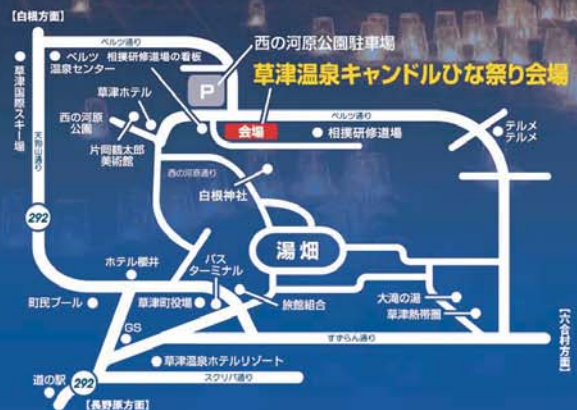 【白根方面】
ベルツ通り
西の河原公園駐車場
ベルツ
温泉センター
相撲研修道場の看板
P
草津温泉キャンドルひな祭り会場
草津国際スキー場
草津ホテル
西の河原
公園
片岡鶴太郎
美術館
会場
ベルツ通り
相撲研修道場
テルメ
テルメ
天狗山通り
西の河原通り
白根神社
292
湯畑
ホテル櫻井
バス
ターミナル
町民プール
草津町役場
旅館組合
大滝の湯
草津熱帯圏
GS
すずらん通り
【六合村方面】
草津温泉ホテルリゾート
道の駅
292
スクリバ通り
【長野原方面】